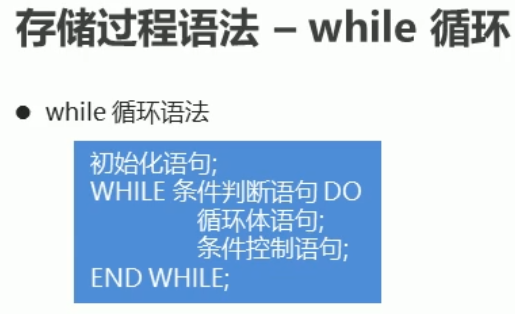 存储过程语法 – while 循环
● while 循环语法
初始化语句;
WHILE 条件判断语句 DO
循环体语句;
条件控制语句;
END WHILE;